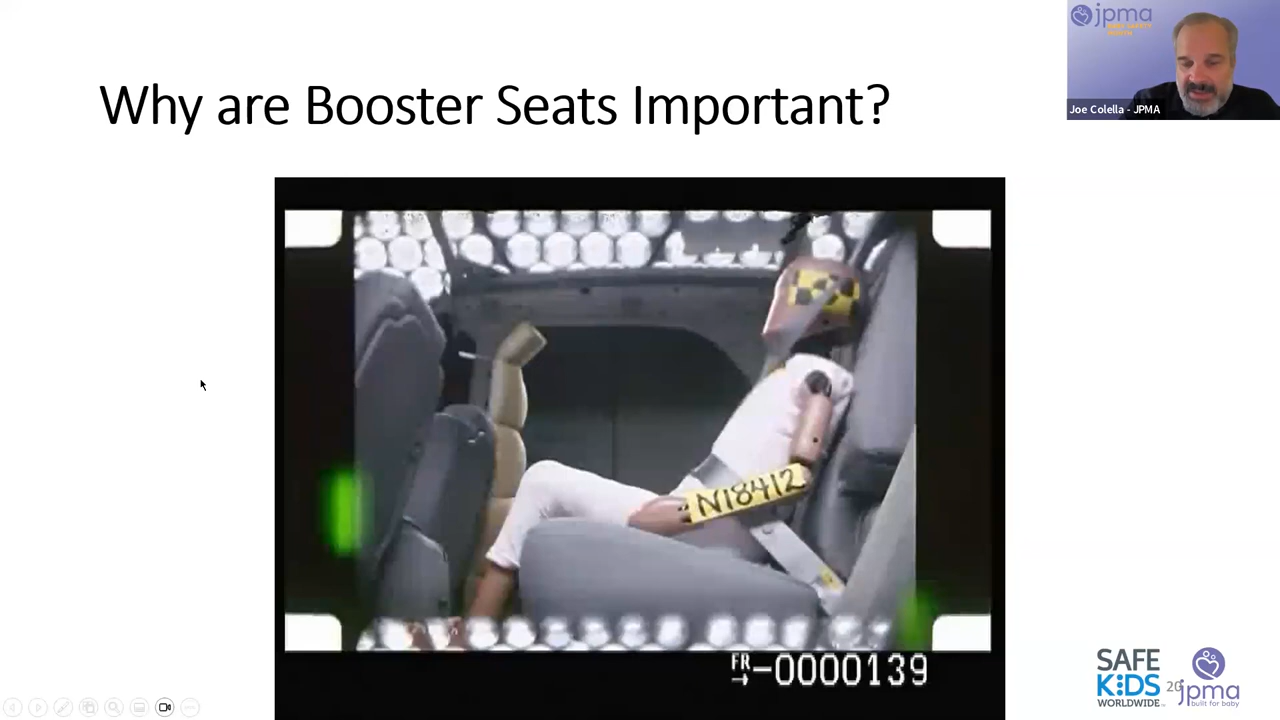 Why are Booster Seats Important?
jpma
Joe Colella - JPMA
N18412
FR
-0000139
SAFE
KIDS
WORLDWIDE
20
jpma
built for baby